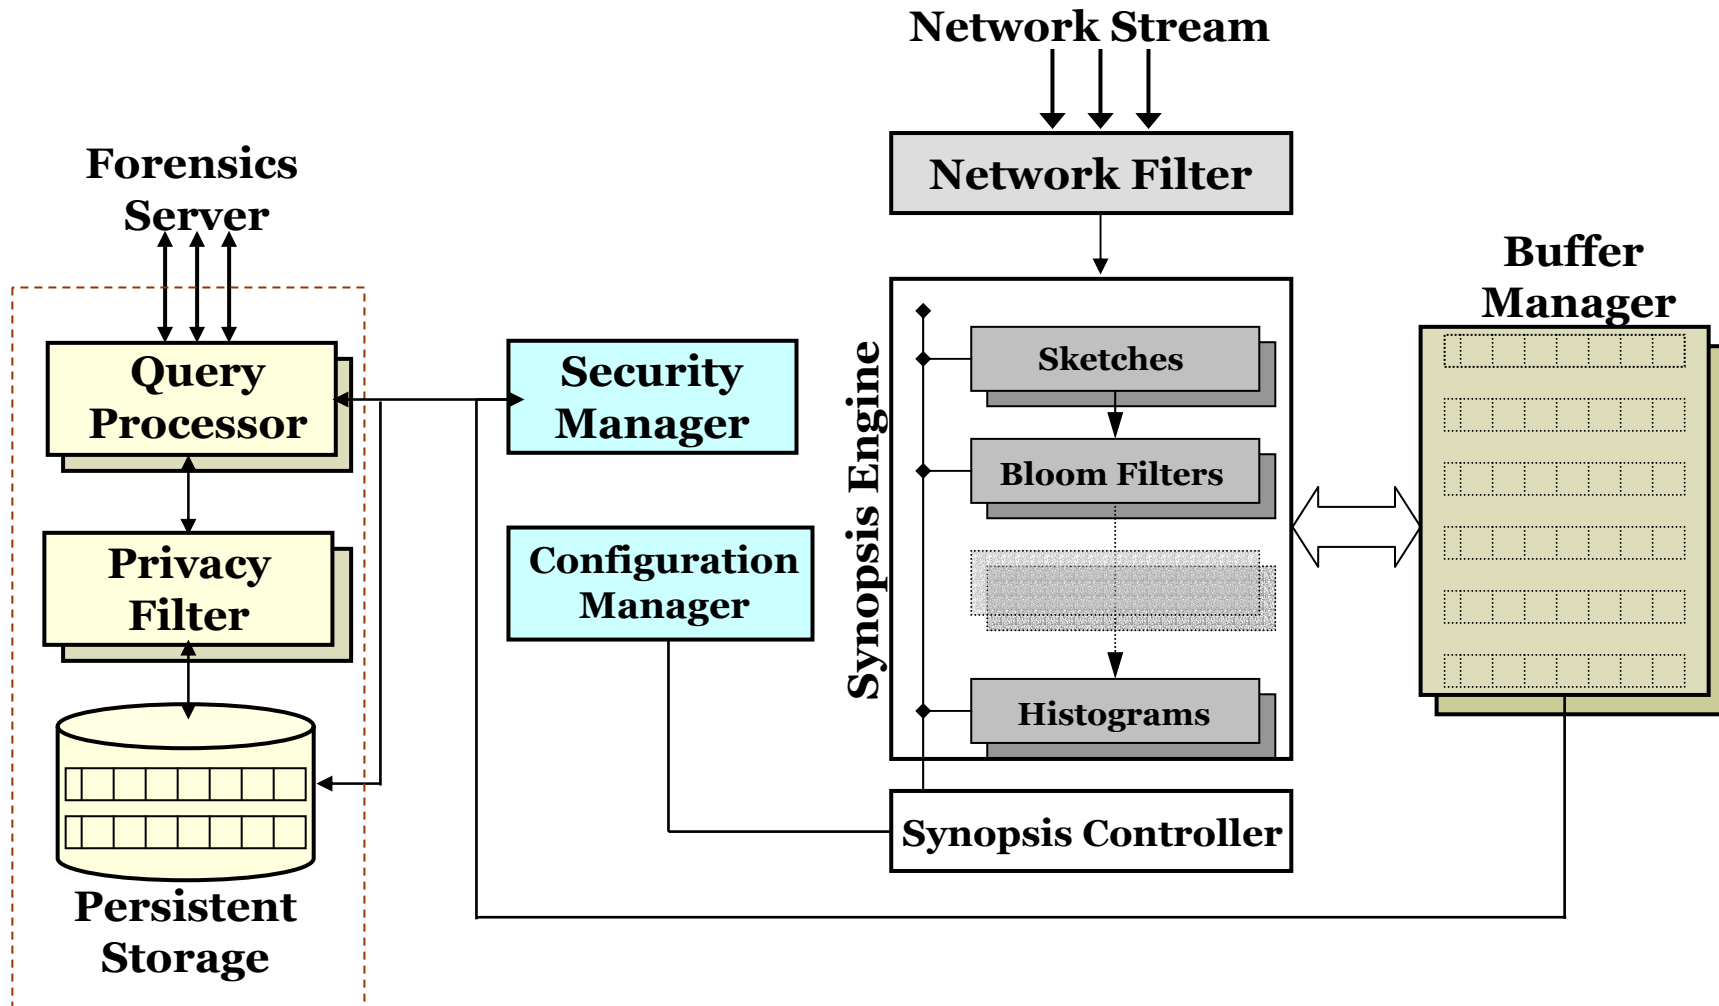 Network Stream
Network Filter
Forensics
Server
Query
Processor
Privacy
Filter
Persistent
Storage
Security
Manager
Configuration
Manager
Synopsis Engine
Sketches
Bloom Filters
Histograms
Synopsis Controller
Buffer
Manager